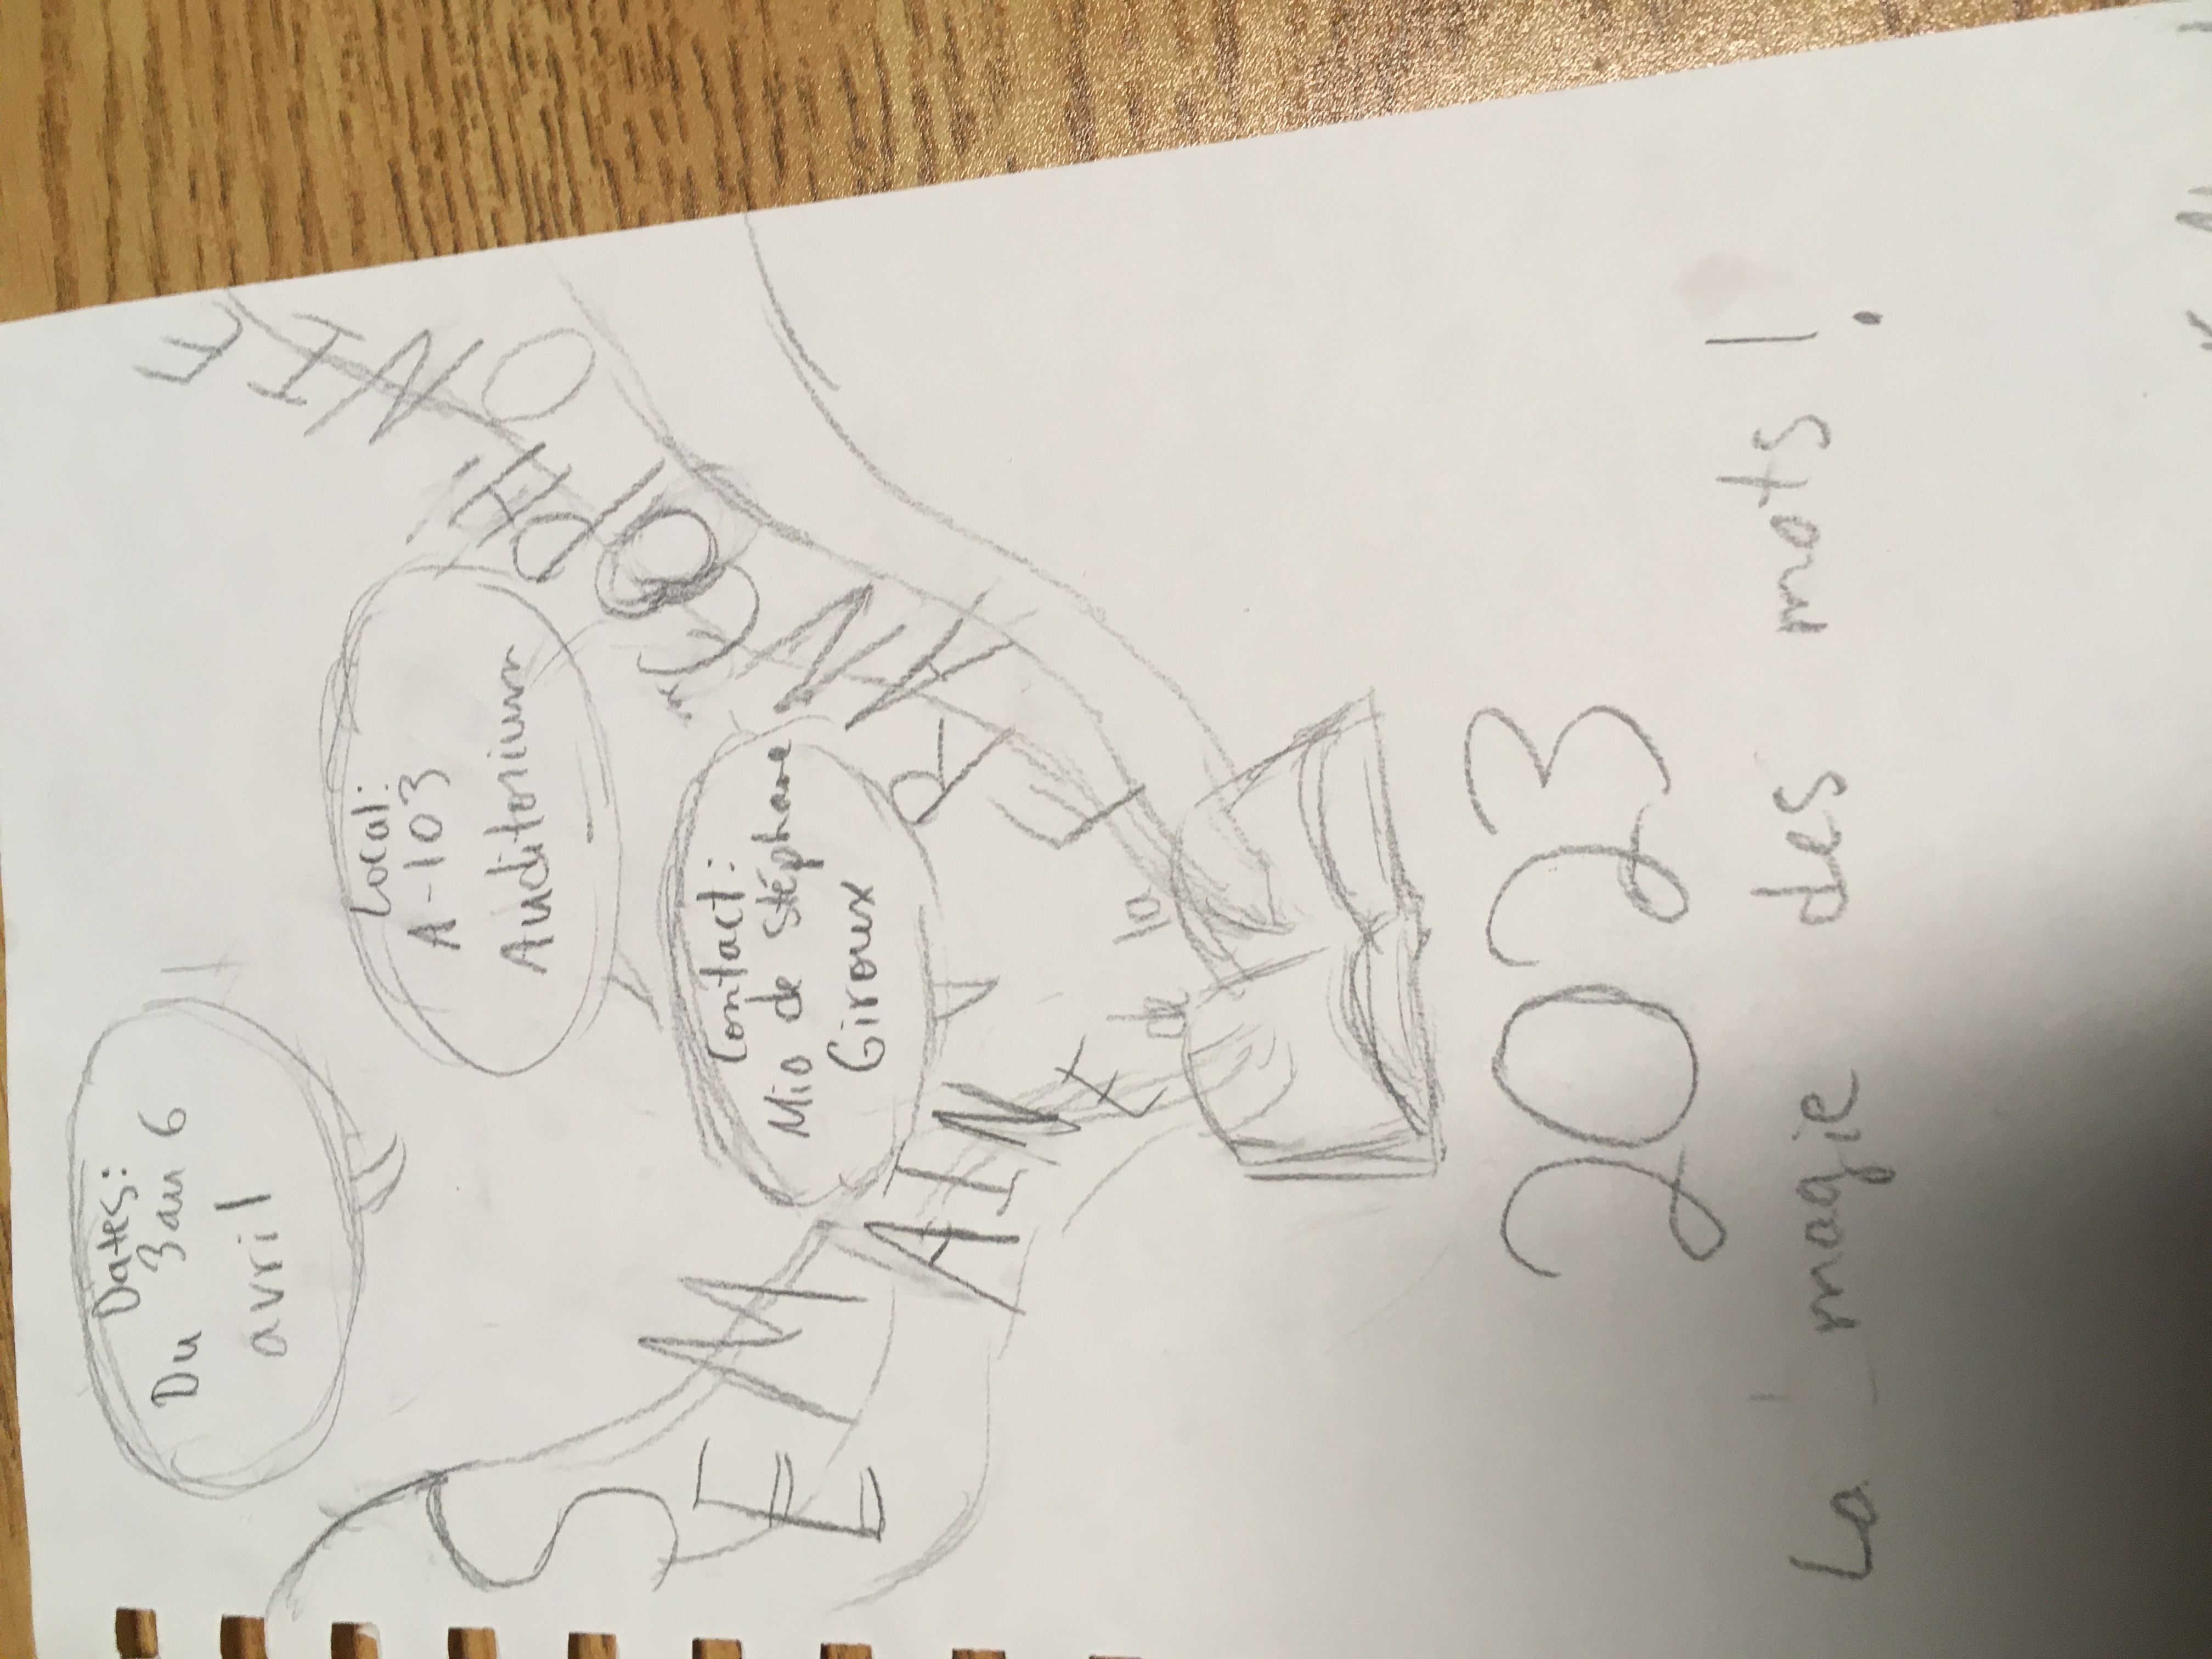 Dates:
Du 3 au 6
avril
Local:
A-103
Auditorium
Contact:
Mio de Stéphane
Giroux
SEMAINE de la FRANCOPHONIE
2023
La magie des mots !